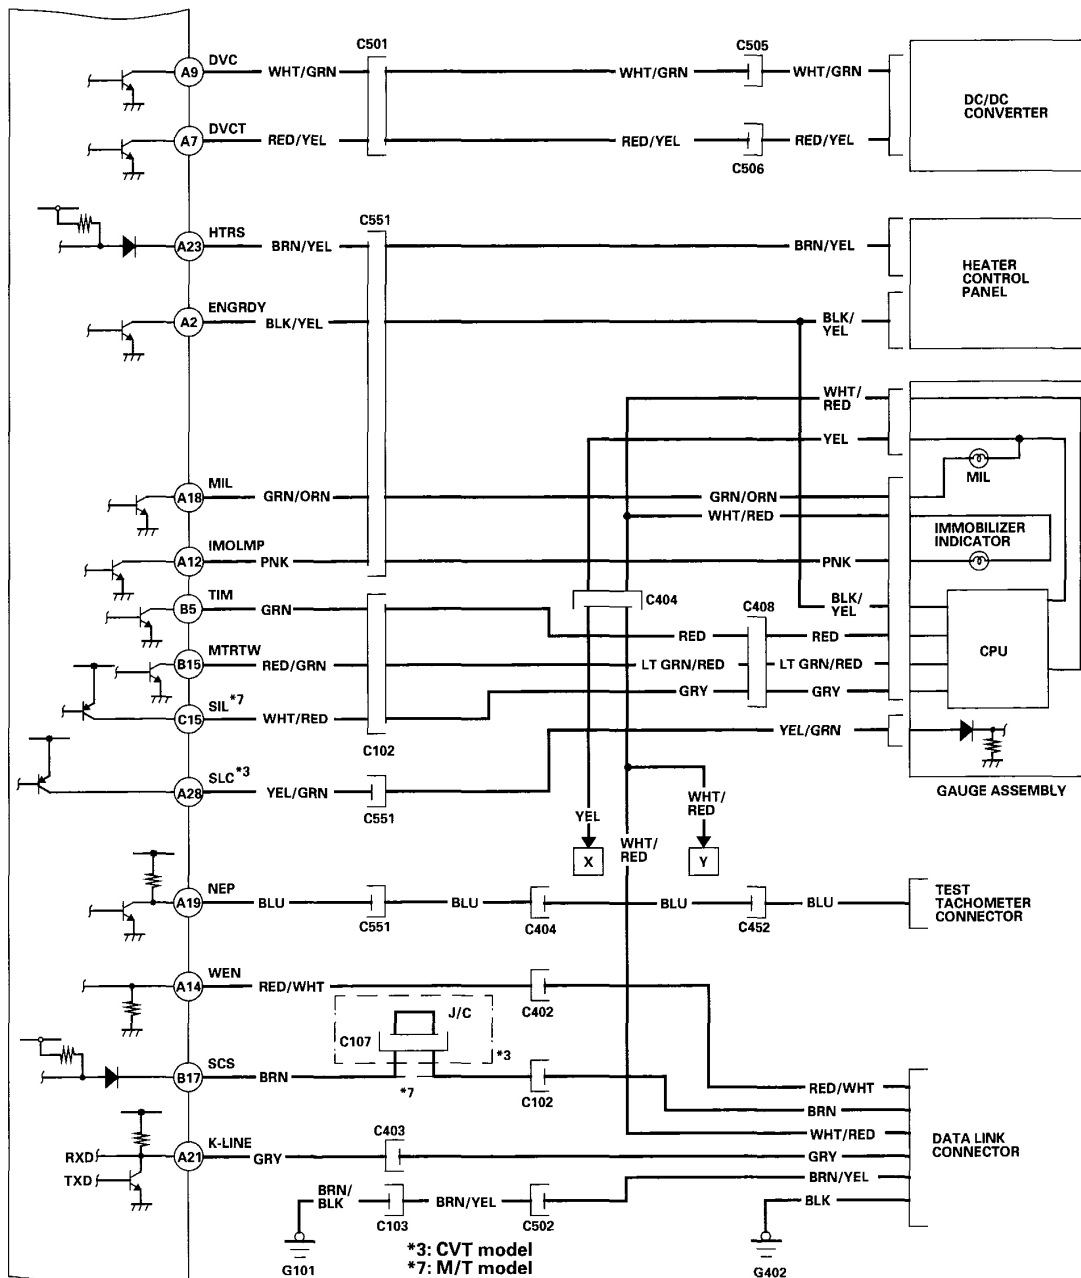 C501
C505
A9
DVC
WHT/GRN
WHT/GRN
WHT/GRN
DC/DC
CONVERTER
A7
DVCT
RED/YEL
RED/YEL
RED/YEL
C506
C551
A23
HTRS
BRN/YEL
BRN/YEL
HEATER
CONTROL
PANEL
A2
ENGRDY
BLK/YEL
BLK/
YEL
WHT/
RED
YEL
MIL
A18
MIL
GRN/ORN
GRN/ORN
WHT/RED
IMMOBILIZER
INDICATOR
A12
IMOLMP
PNK
PNK
C404
C408
BLK/
YEL
B5
TIM
GRN
RED
RED
CPU
B15
MTRTW
RED/GRN
LT GRN/RED
LT GRN/RED
GRY
GRY
C15
SIL*7
WHT/RED
C102
YEL/GRN
A28
SLC*3
YEL/GRN
C551
GAUGE ASSEMBLY
YEL
WHT/
RED
WHT/
RED
X
Y
A19
NEP
BLU
BLU
BLU
BLU
C551
C404
C452
TEST
TACHOMETER
CONNECTOR
A14
WEN
RED/WHT
C402
J/C
C107
*3
B17
SCS
BRN
*7
C102
RED/WHT
BRN
WHT/RED
DATA LINK
CONNECTOR
RXD
TXD
A21
K-LINE
GRY
C403
GRY
BRN/YEL
BRN/
BLK
BRN/YEL
BLK
C103
C502
G101
G402
*3: CVT model
*7: M/T model